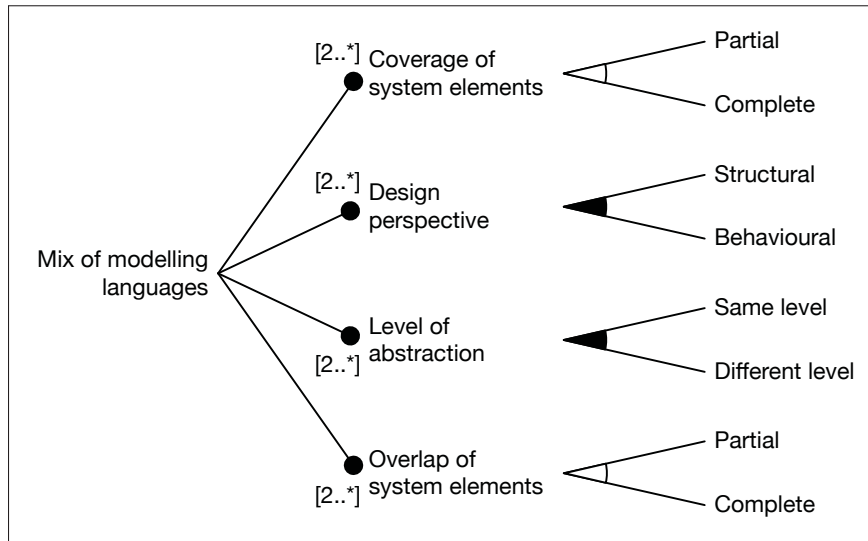 Mix of modelling
languages
[2..*]
Coverage of
system elements
Partial
Complete
[2..*]
Design
perspective
Structural
Behavioural
Level of
abstraction
[2..*]
Same level
Different level
Overlap of
system elements
[2..*]
Partial
Complete